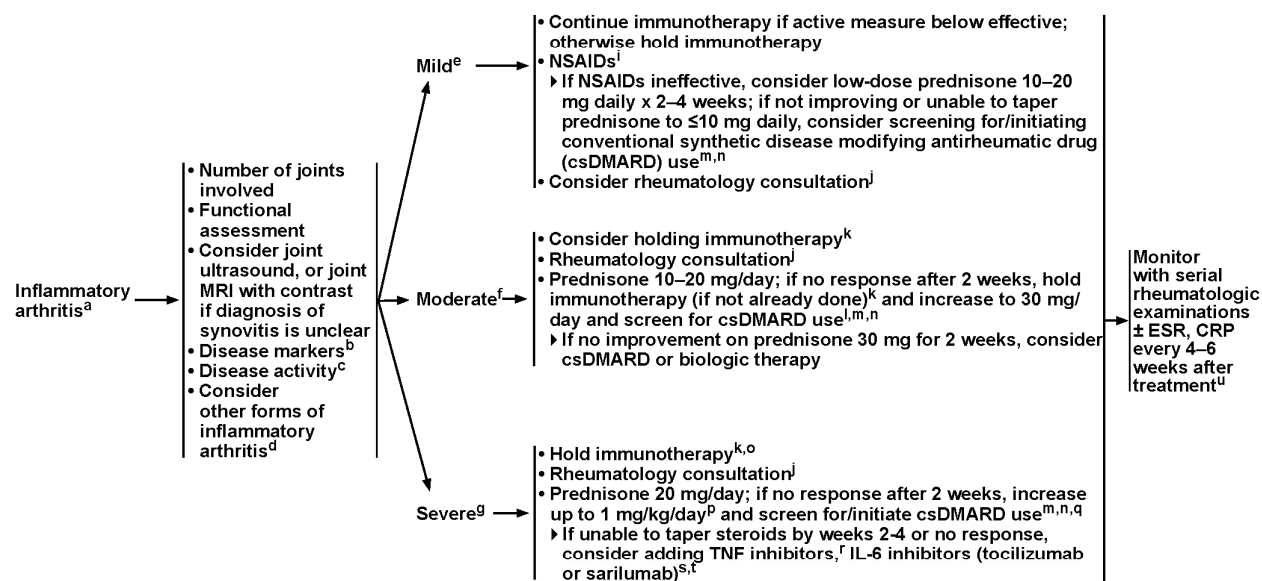 Inflammatory
arthritisᵃ
• Number of joints
involved
• Functional
assessment
• Consider joint
ultrasound, or joint
MRI with contrast
if diagnosis of
synovitis is unclear
• Disease markersᵇ
• Disease activityᶜ
• Consider
other forms of
inflammatory
arthritisᵈ
Mildᵉ
• Continue immunotherapy if active measure below effective;
otherwise hold immunotherapy
• NSAIDsⁱ
▸ If NSAIDs ineffective, consider low-dose prednisone 10–20
mg daily x 2–4 weeks; if not improving or unable to taper
prednisone to ≤10 mg daily, consider screening for/initiating
conventional synthetic disease modifying antirheumatic drug
(csDMARD) useᵐ,ⁿ
• Consider rheumatology consultationʲ
Moderateᶠ
• Consider holding immunotherapyᵏ
• Rheumatology consultationʲ
• Prednisone 10–20 mg/day; if no response after 2 weeks, hold
immunotherapy (if not already done)ᵏ and increase to 30 mg/
day and screen for csDMARD useˡ,ᵐ,ⁿ
▸ If no improvement on prednisone 30 mg for 2 weeks, consider
csDMARD or biologic therapy
Severeᵍ
• Hold immunotherapyᵏ,ᵒ
• Rheumatology consultationʲ
• Prednisone 20 mg/day; if no response after 2 weeks, increase
up to 1 mg/kg/dayᵖ and screen for/initiate csDMARD useᵐ,ⁿ,q
▸ If unable to taper steroids by weeks 2-4 or no response,
consider adding TNF inhibitors,ʳ IL-6 inhibitors (tocilizumab
or sarilumab)ˢ,ᵗ
Monitor
with serial
rheumatologic
examinations
± ESR, CRP
every 4–6
weeks after
treatmentᵘ